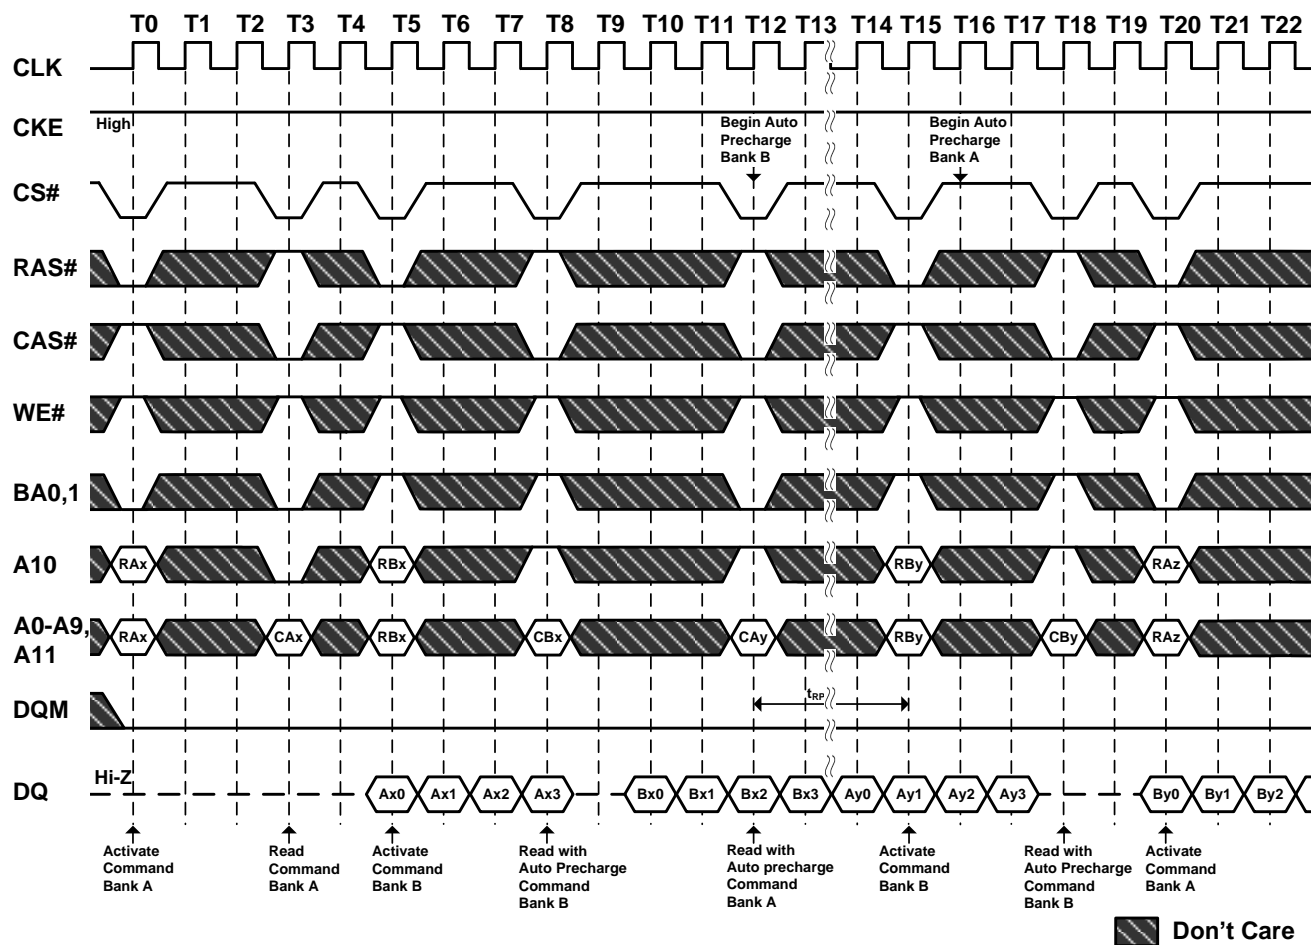 T0 T1 T2 T3 T4 T5 T6 T7 T8 T9 T10 T11 T12 T13 T14 T15 T16 T17 T18 T19 T20 T21 T22
CLK
CKE
High
Begin Auto
Precharge
Bank B
Begin Auto
Precharge
Bank A
CS#
RAS#
CAS#
WE#
BA0,1
A10
RAx RBx RBy RAz
A0-A9,
A11
RAx CAx RBx CBx CAy RBy CBy RAz
DQM
tRP
DQ
Hi-Z
Ax0 Ax1 Ax2 Ax3 Bx0 Bx1 Bx2 Bx3 Ay0 Ay1 Ay2 Ay3 By0 By1 By2
Activate
Command
Bank A
Read
Command
Bank A
Activate
Command
Bank B
Read with
Auto Precharge
Command
Bank B
Read with
Auto precharge
Command
Bank A
Activate
Command
Bank B
Read with
Auto Precharge
Command
Bank B
Activate
Command
Bank A
Don't Care